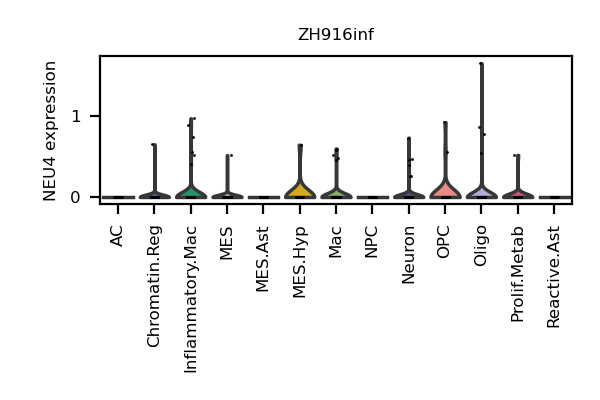 ZH916inf
NEU4 expression
1
0
AC
Chromatin.Reg
Inflammatory.Mac
MES
MES.Ast
MES.Hyp
Mac
NPC
Neuron
OPC
Oligo
Prolif.Metab
Reactive.Ast